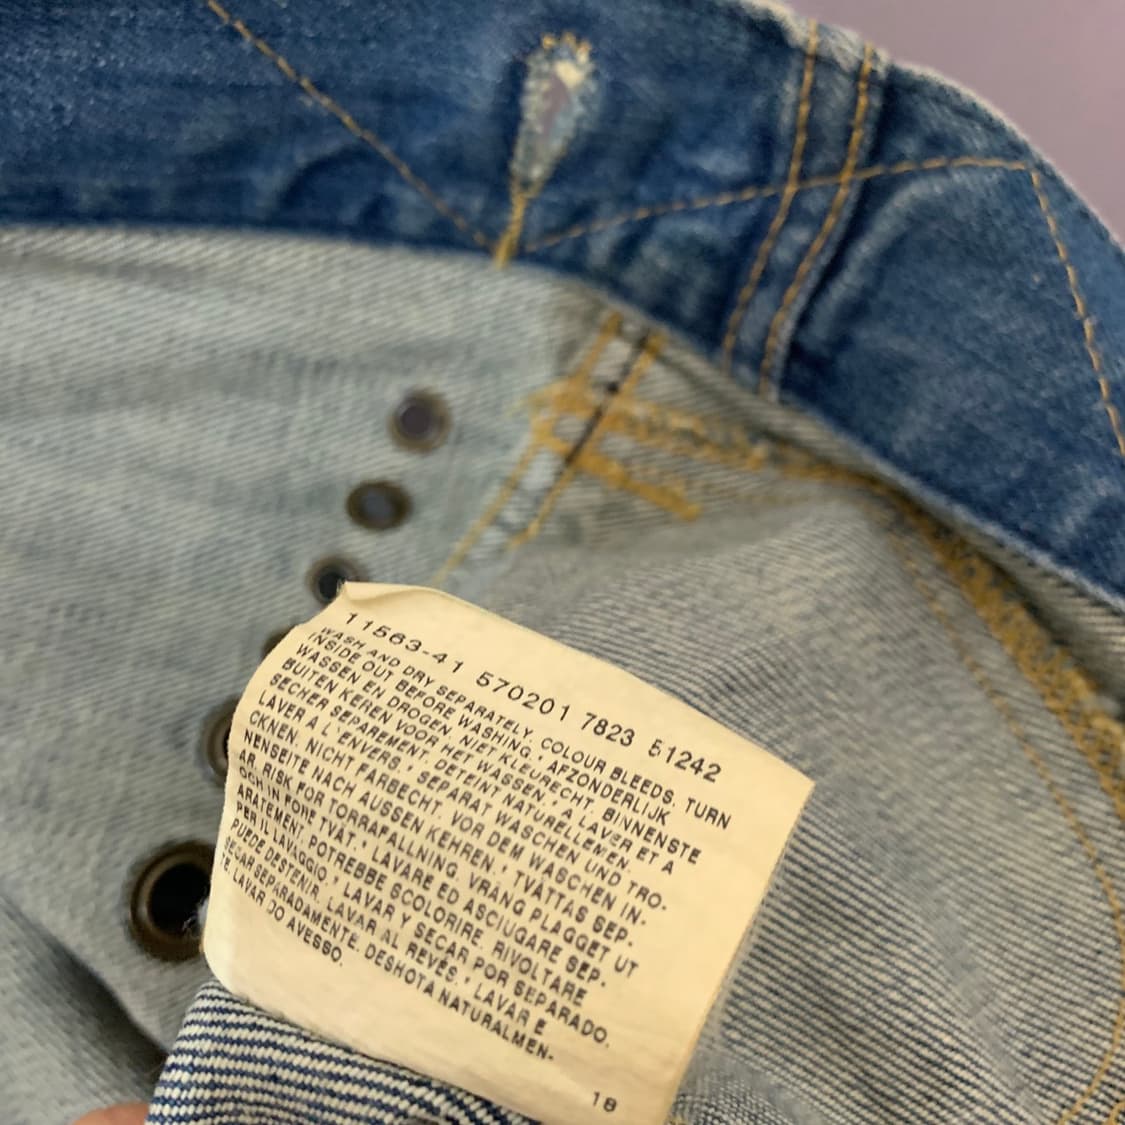 11563-41 570201 7823 51242
WASH AND DRY SEPARATELY. COLOUR BLEEDS. TURN
INSIDE OUT BEFORE WASHING. * AFZONDERLIJK
WASSEN EN DROGEN. NIET KLEURECHT. BINNENSTE
BUITEN KEREN VOOR HET WASSEN. * A LAVER ET A
SECHER SEPAREMENT. DETEINT NATURELLEMEN.
LAVER A L'ENVERS * SEPARAT WASCHEN UND TRO-
CKNEN. NICHT FARBECHT. VOR DEM WASCHEN IN-
NENSEITE NACH AUSSEN KEHREN. * TVÄTTAS SEP-
AR. RISK FOR TORRAFALLNING. VRÄNG PLAGGET UT
OCH IN FÖRE TVÄT. * LAVARE ED ASCIUGARE SEP-
ARATEMENT. POTREBBE SCOLORIRE. RIVOLTARE
PER IL LAVAGGIO. * LAVAR Y SECAR POR SEPARADO.
PUEDE DESTENIR. LAVAR AL REVÉS. * LAVAR E
SECAR SEPARADAMENTE. DESHOTA NATURALMEN-
TE. LAVAR DO AVESSO.
18